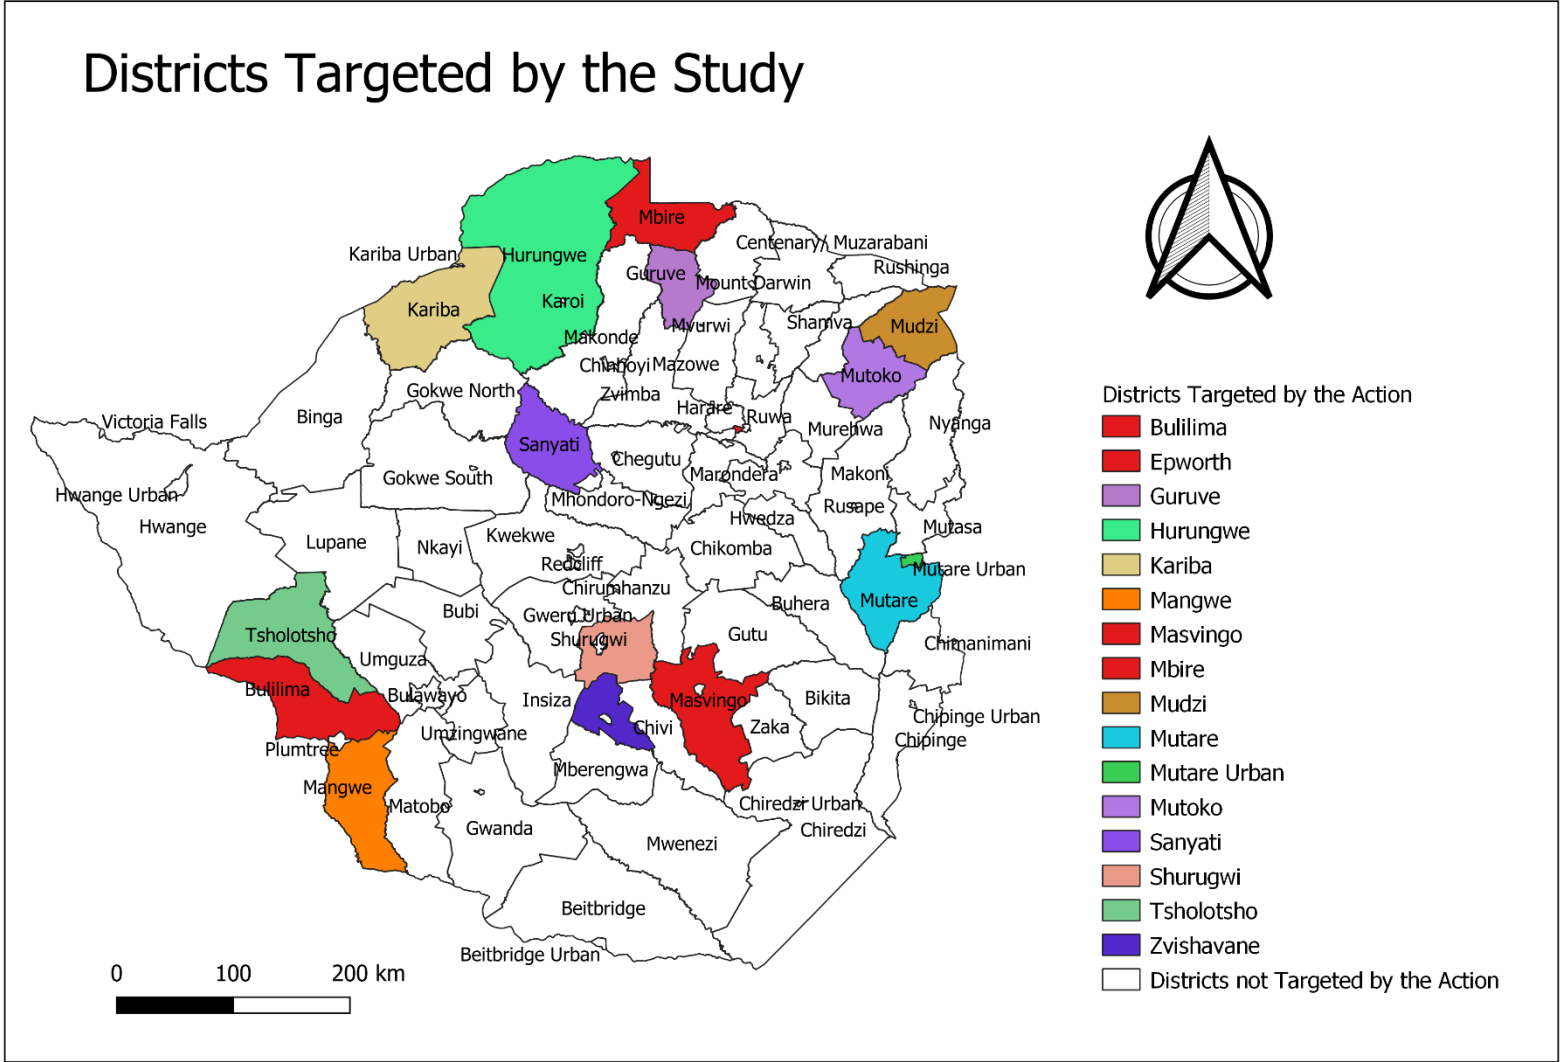 Districts Targeted by the Study
Mbire
Centenary/ Muzarabani
Kariba Urban
Hurungwe
Rushinga
Guruve
Mount Darwin
Karoi
Kariba
Mvurwi
Shamva
Mudzi
Makonde
Chinhoyi
Mazowe
Mutoko
Gokwe North
Zvimba
Harare
Ruwa
Binga
Victoria Falls
Nyanga
Murehwa
Sanyati
Chegutu
Gokwe South
Marondera
Makoni
Hwange Urban
Mhondoro-Ngezi
Rusape
Hwange
Hwedza
Mutasa
Kwekwe
Lupane
Nkayi
Chikomba
Redcliff
Mutare Urban
Chirumhanzu
Mutare
Buhera
Bubi
Gweru Urban
Tsholotsho
Shurugwi
Gutu
Chimanimani
Umguza
Bulilima
Bulawayo
Insiza
Masvingo
Bikita
Chipinge Urban
Chivi
Zaka
Umzingwane
Chipinge
Plumtree
Mberengwa
Mangwe
Matobo
Chiredzi Urban
Gwanda
Chiredzi
Mwenezi
Beitbridge
Beitbridge Urban
0 100 200 km
Districts Targeted by the Action
Bulilima
Epworth
Guruve
Hurungwe
Kariba
Mangwe
Masvingo
Mbire
Mudzi
Mutare
Mutare Urban
Mutoko
Sanyati
Shurugwi
Tsholotsho
Zvishavane
Districts not Targeted by the Action